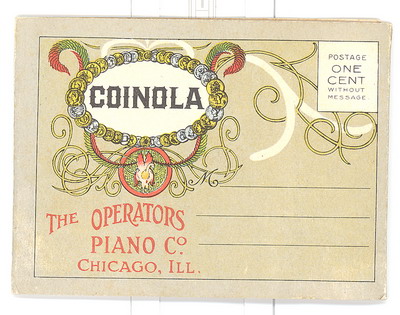 COINOLA
POSTAGE
ONE
CENT
WITHOUT
MESSAGE.
M
THE OPERATORS
PIANO Co
CHICAGO, ILL.